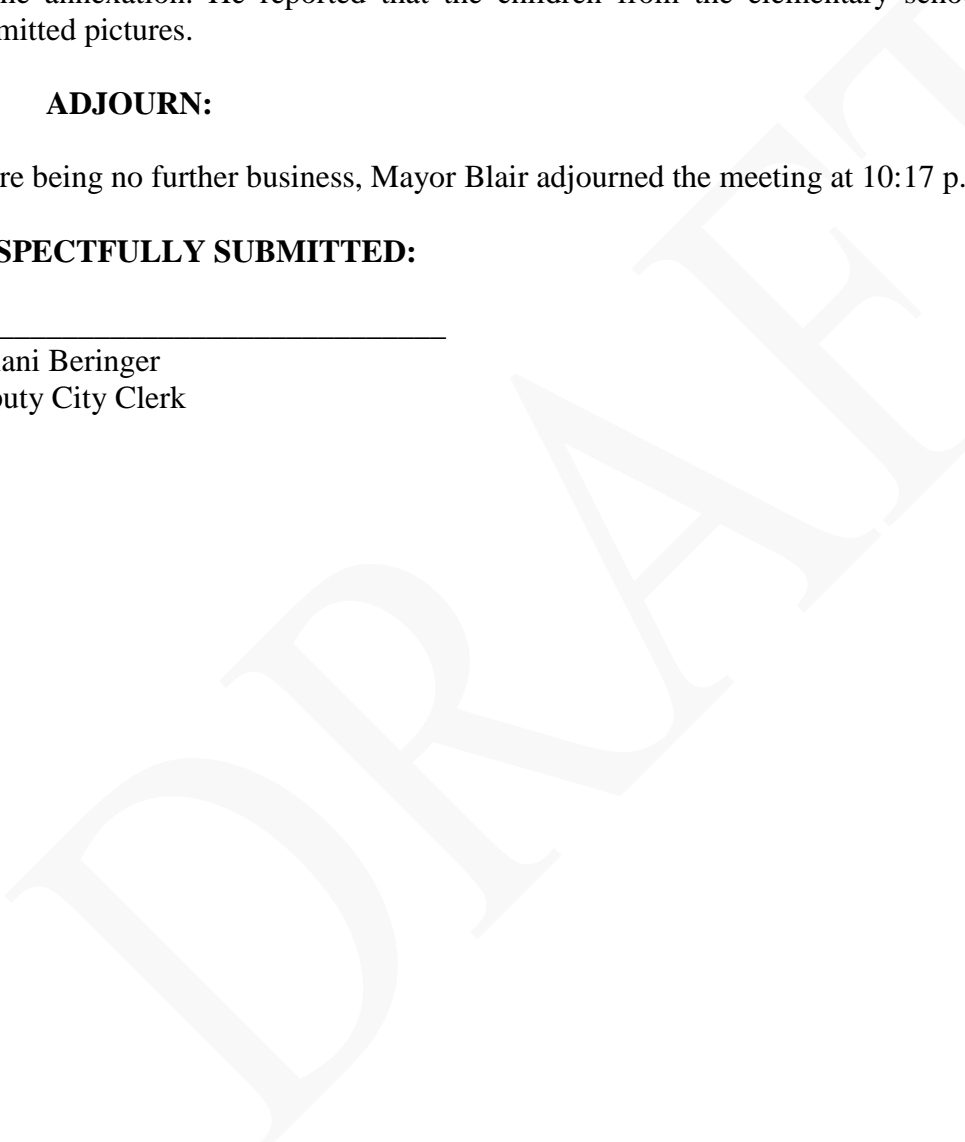 he annexation. He reported that the children from the elementary scho
mitted pictures.
ADJOURN:
re being no further business, Mayor Blair adjourned the meeting at 10:17 p.
SPECTFULLY SUBMITTED:
ani Beringer
uty City Clerk
DRAFT